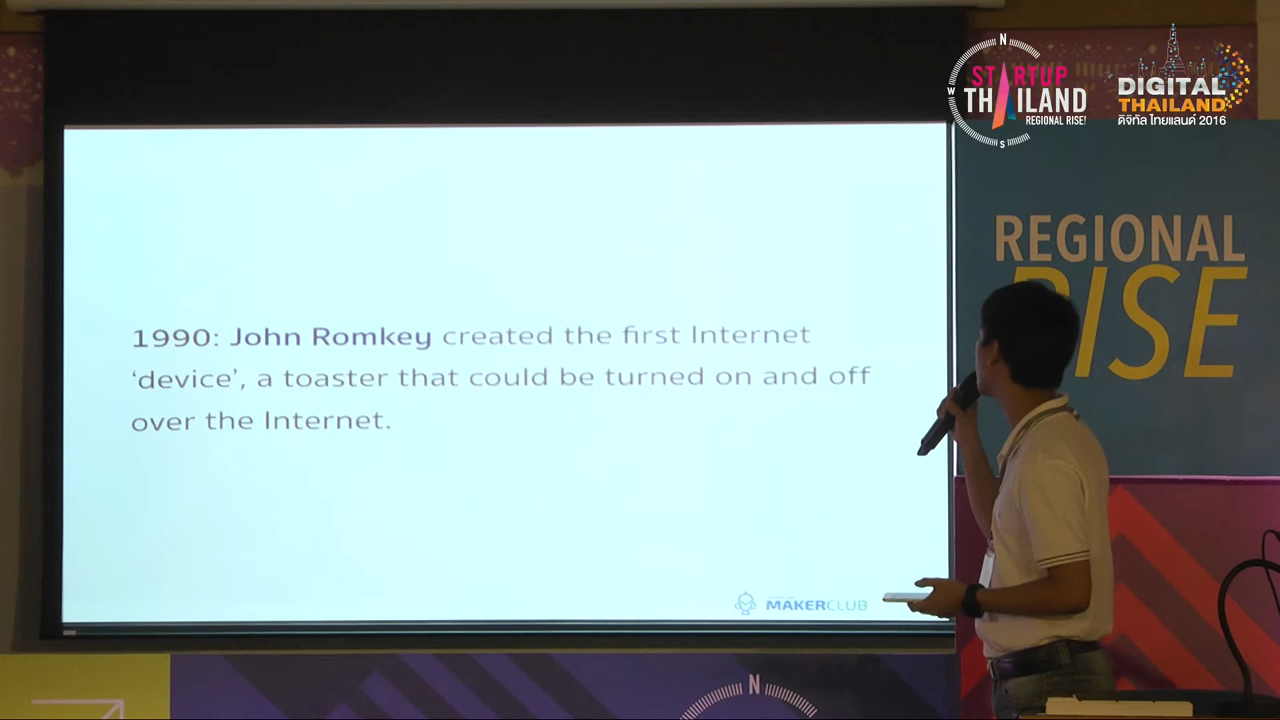 N
STARTUP
W
THAILAND
REGIONAL RISE!
S
DIGITAL
THAILAND
ดิจิทัล ไทยแลนด์ 2016
REGIONAL
RISE
1990: John Romkey created the first Internet
‘device’, a toaster that could be turned on and off
over the Internet.
MAKERCLUB
N